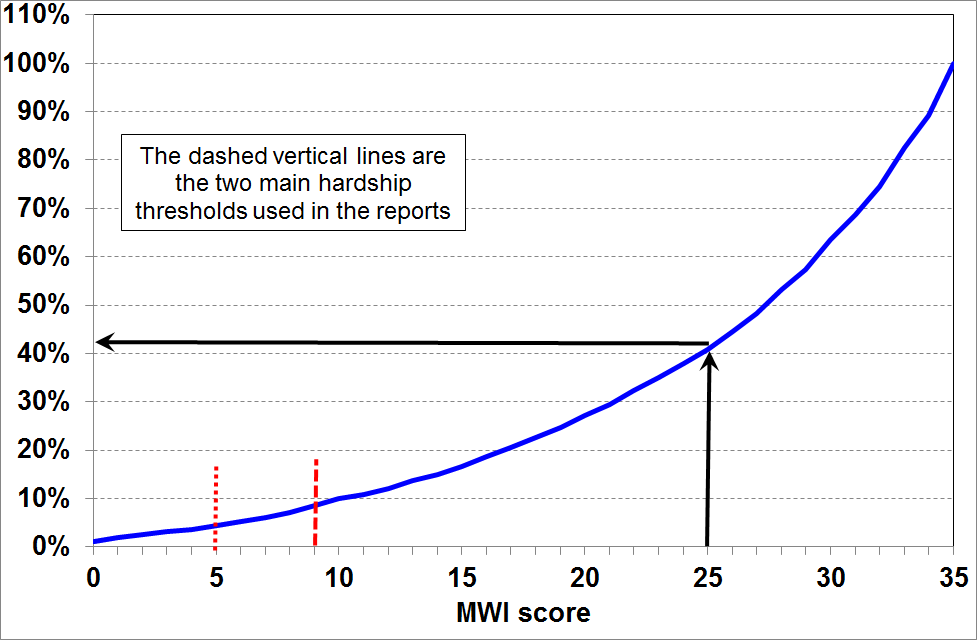 110%
100%
90%
80%
70%
60%
50%
40%
30%
20%
10%
0%
The dashed vertical lines are
the two main hardship
thresholds used in the reports
0 5 10 15 20 25 30 35
MWI score